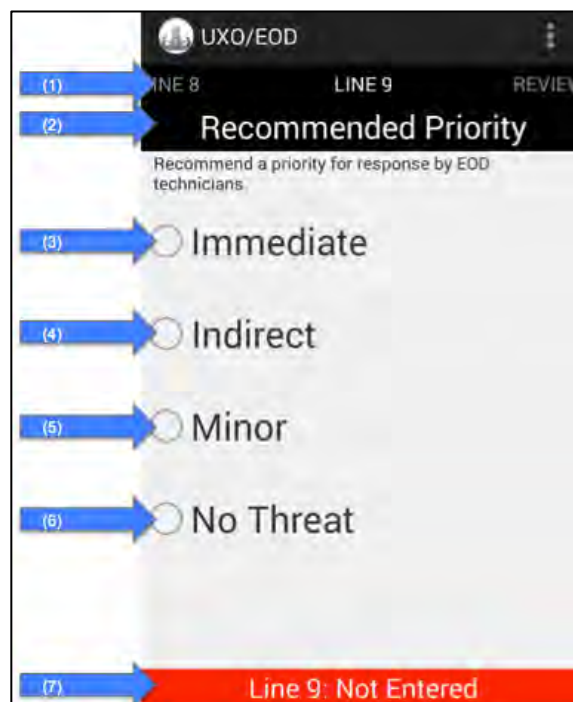 UXO/EOD
(1) INE 8 LINE 9 REVIEW
(2) Recommended Priority
Recommend a priority for response by EOD
technicians
(3) Immediate
(4) Indirect
(5) Minor
(6) No Threat
(7) Line 9: Not Entered